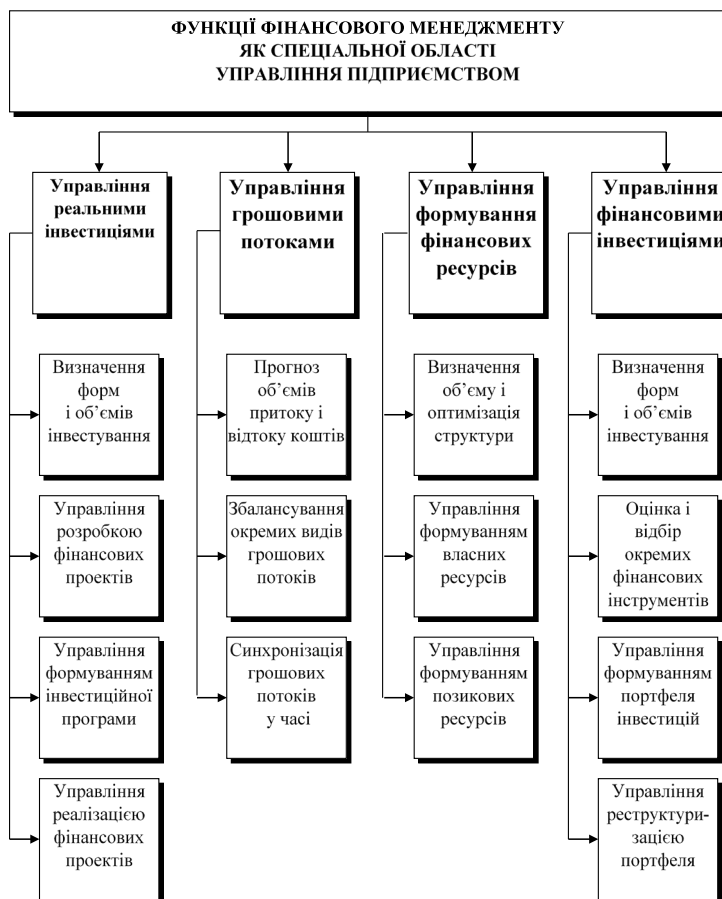 ФУНКЦІЇ ФІНАНСОВОГО МЕНЕДЖМЕНТУ
ЯК СПЕЦІАЛЬНОЇ ОБЛАСТІ
УПРАВЛІННЯ ПІДПРИЄМСТВОМ
Управління
реальними
інвестиціями
Визначення
форм
і об’ємів
інвестування
Управління
розробкою
фінансових
проектів
Управління
формуванням
інвестиційної
програми
Управління
реалізацією
фінансових
проектів
Управління
грошовими
потоками
Прогноз
об’ємів
притоку і
відтоку коштів
Збалансування
окремих видів
грошових
потоків
Синхронізація
грошових
потоків
у часі
Управління
формування
фінансових
ресурсів
Визначення
об’єму і
оптимізація
структури
Управління
формуванням
власних
ресурсів
Управління
формуванням
позикових
ресурсів
Управління
фінансовими
інвестиціями
Визначення
форм
і об’ємів
інвестування
Оцінка і
відбір
окремих
фінансових
інструментів
Управління
формуванням
портфеля
інвестицій
Управління
реструктури-
зацією
портфеля